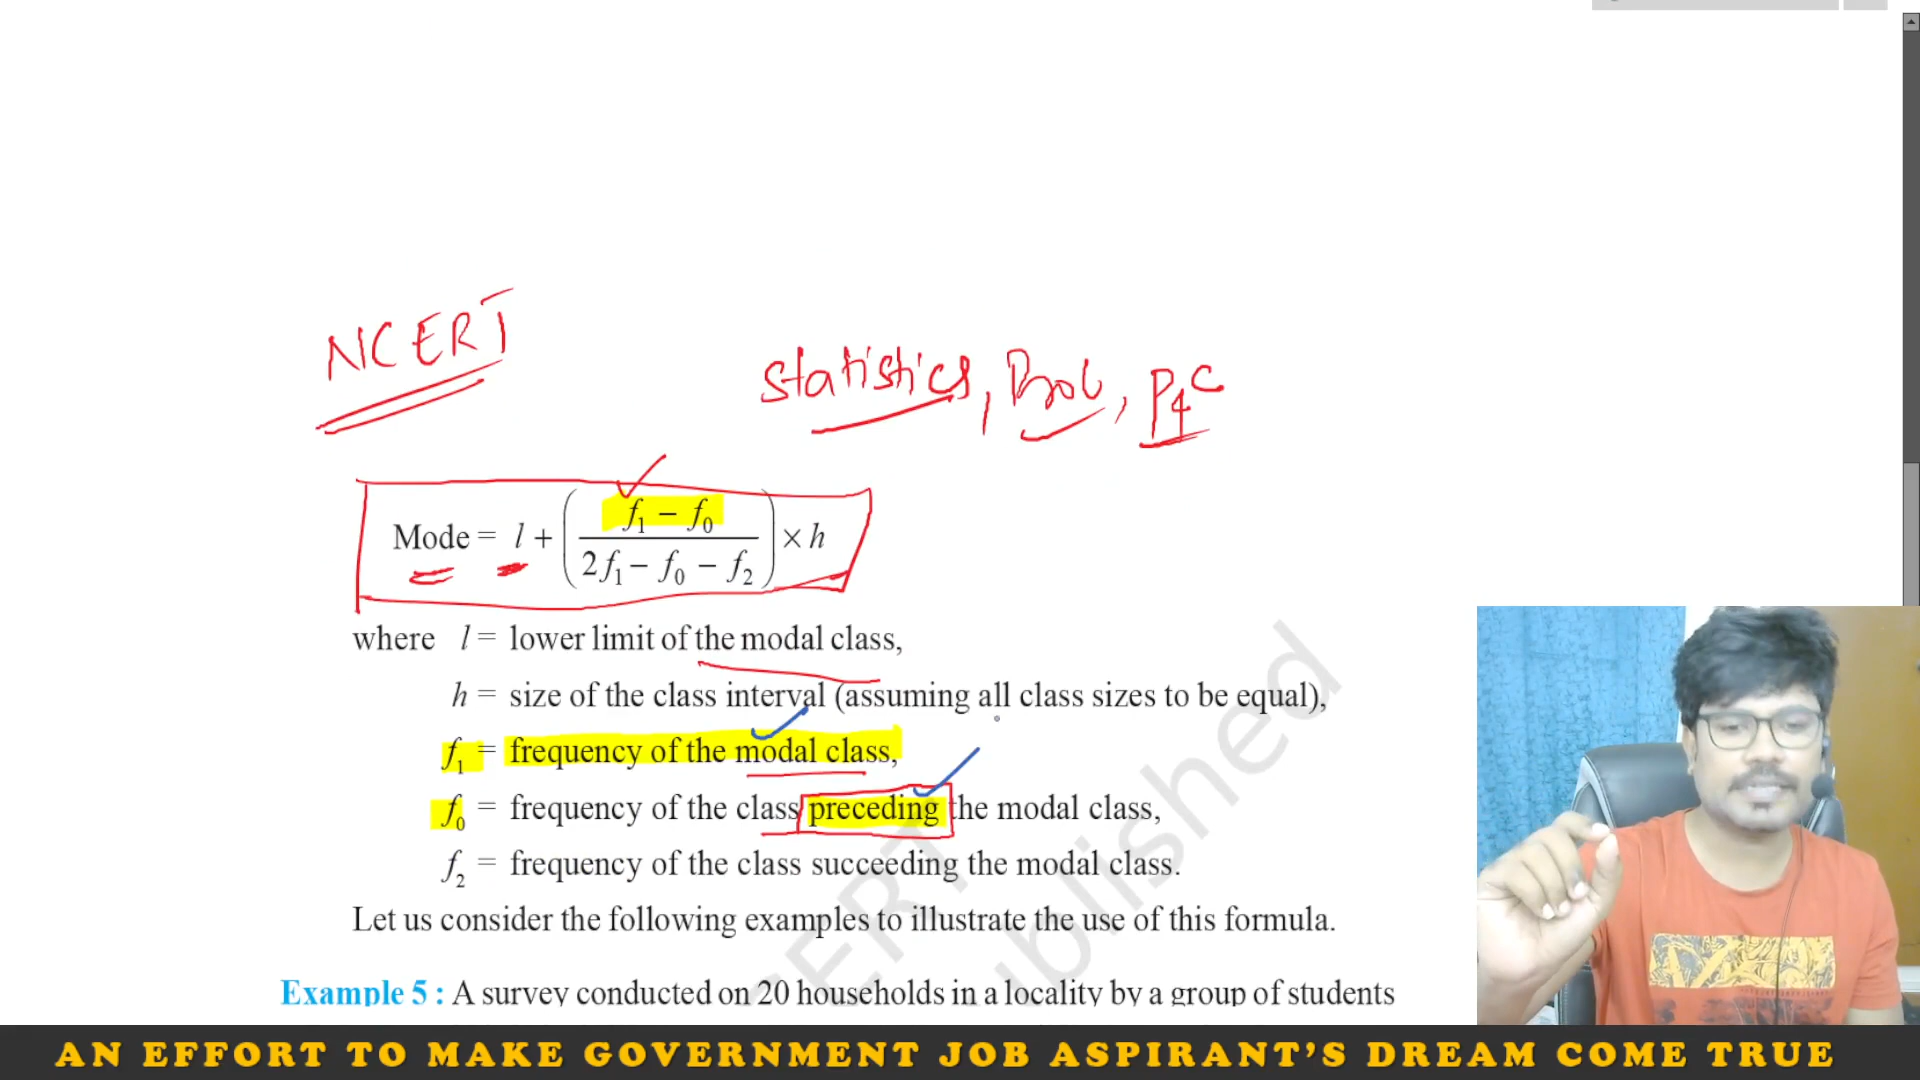 NCERT
Statistics, Prob, P&C
Mode = l + ( f₁ − f₀ / 2f₁ − f₀ − f₂ ) × h
where l = lower limit of the modal class,
h = size of the class interval (assuming all class sizes to be equal),
f₁ = frequency of the modal class,
f₀ = frequency of the class preceding the modal class,
f₂ = frequency of the class succeeding the modal class.
Let us consider the following examples to illustrate the use of this formula.
Example 5 : A survey conducted on 20 households in a locality by a group of students
AN EFFORT TO MAKE GOVERNMENT JOB ASPIRANT'S DREAM COME TRUE